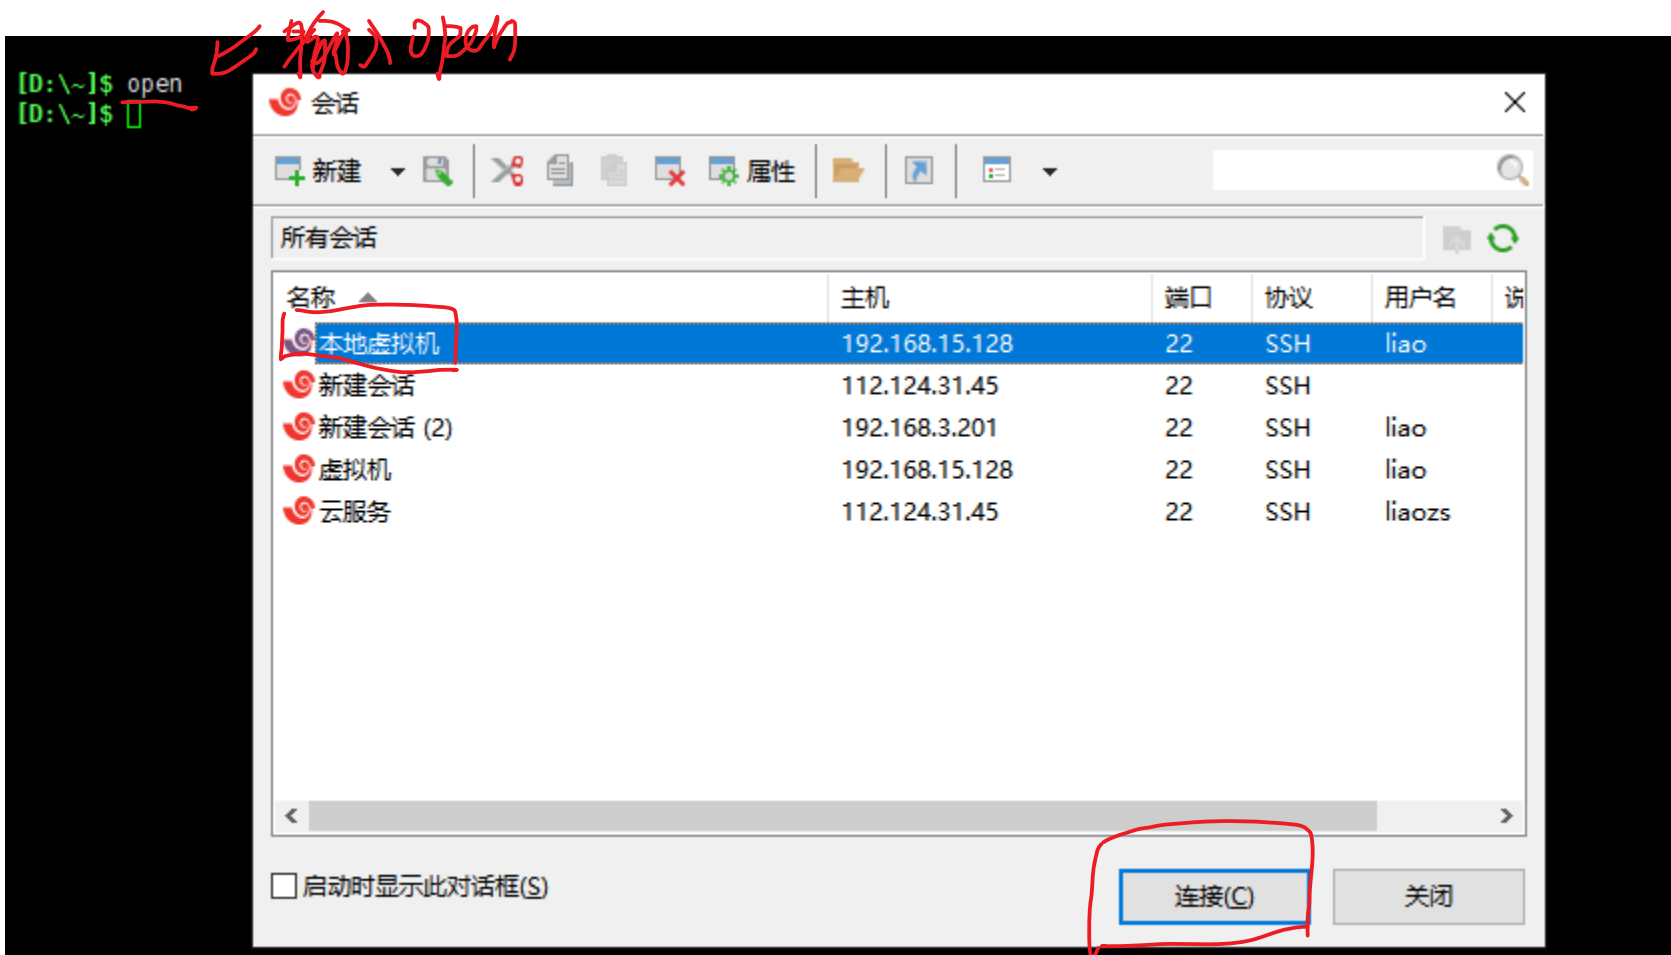 输入open
[D:\~]$ open
[D:\~]$
会话
新建 属性
所有会话
名称 主机 端口 协议 用户名 说
本地虚拟机 192.168.15.128 22 SSH liao
新建会话 112.124.31.45 22 SSH
新建会话 (2) 192.168.3.201 22 SSH liao
虚拟机 192.168.15.128 22 SSH liao
云服务 112.124.31.45 22 SSH liaozs
启动时显示此对话框(S) 连接(C) 关闭